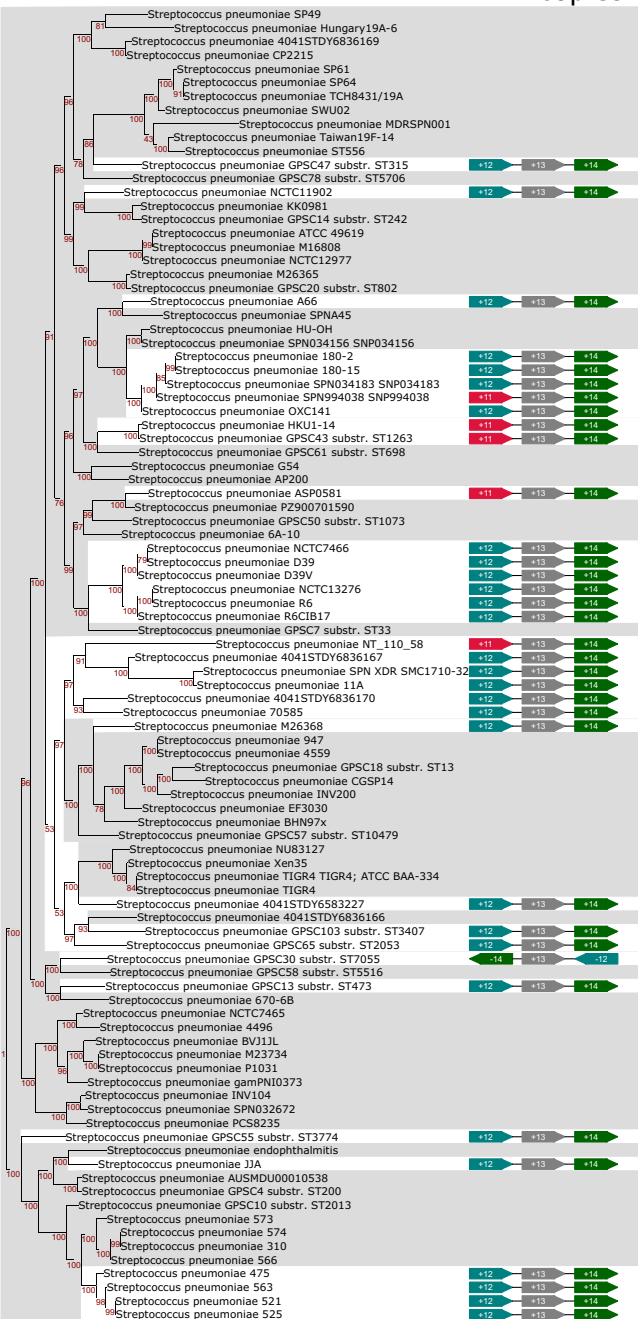 Streptococcus pneumoniae SP49
Streptococcus pneumoniae Hungary19A-6
Streptococcus pneumoniae 4041STDY6836169
Streptococcus pneumoniae CP2215
Streptococcus pneumoniae SP61
Streptococcus pneumoniae SP64
Streptococcus pneumoniae TCH8431/19A
Streptococcus pneumoniae SWU02
Streptococcus pneumoniae MDRSPN001
Streptococcus pneumoniae Taiwan19F-14
Streptococcus pneumoniae ST556
Streptococcus pneumoniae GPSC47 substr. ST315 +12 +13 +14
Streptococcus pneumoniae GPSC78 substr. ST5706
Streptococcus pneumoniae NCTC11902 +12 +13 +14
Streptococcus pneumoniae KK0981
Streptococcus pneumoniae GPSC14 substr. ST242
Streptococcus pneumoniae ATCC 49619
Streptococcus pneumoniae M16808
Streptococcus pneumoniae NCTC12977
Streptococcus pneumoniae M26365
Streptococcus pneumoniae GPSC20 substr. ST802
Streptococcus pneumoniae A66 +12 +13 +14
Streptococcus pneumoniae SPNA45
Streptococcus pneumoniae HU-OH
Streptococcus pneumoniae SPN034156 SNP034156
Streptococcus pneumoniae 180-2 +12 +13 +14
Streptococcus pneumoniae 180-15 +12 +13 +14
Streptococcus pneumoniae SPN034183 SNP034183 +12 +13 +14
Streptococcus pneumoniae SPN994038 SNP994038 +11 +13 +14
Streptococcus pneumoniae OXC141 +12 +13 +14
Streptococcus pneumoniae HKU1-14 +11 +13 +14
Streptococcus pneumoniae GPSC43 substr. ST1263 +11 +13 +14
Streptococcus pneumoniae GPSC61 substr. ST698
Streptococcus pneumoniae G54
Streptococcus pneumoniae AP200
Streptococcus pneumoniae ASP0581 +11 +13 +14
Streptococcus pneumoniae PZ900701590
Streptococcus pneumoniae GPSC50 substr. ST1073
Streptococcus pneumoniae 6A-10
Streptococcus pneumoniae NCTC7466 +12 +13 +14
Streptococcus pneumoniae D39 +12 +13 +14
Streptococcus pneumoniae D39V +12 +13 +14
Streptococcus pneumoniae NCTC13276 +12 +13 +14
Streptococcus pneumoniae R6 +12 +13 +14
Streptococcus pneumoniae R6CIB17 +12 +13 +14
Streptococcus pneumoniae GPSC7 substr. ST33
Streptococcus pneumoniae NT_110_58 +11 +13 +14
Streptococcus pneumoniae 4041STDY6836167 +12 +13 +14
Streptococcus pneumoniae SPN XDR SMC1710-32 +12 +13 +14
Streptococcus pneumoniae 11A +12 +13 +14
Streptococcus pneumoniae 4041STDY6836170 +12 +13 +14
Streptococcus pneumoniae 70585 +12 +13 +14
Streptococcus pneumoniae M26368 +12 +13 +14
Streptococcus pneumoniae 947
Streptococcus pneumoniae 4559
Streptococcus pneumoniae GPSC18 substr. ST13
Streptococcus pneumoniae CGSP14
Streptococcus pneumoniae INV200
Streptococcus pneumoniae EF3030
Streptococcus pneumoniae BHN97x
Streptococcus pneumoniae GPSC57 substr. ST10479
Streptococcus pneumoniae NU83127
Streptococcus pneumoniae Xen35
Streptococcus pneumoniae TIGR4 TIGR4; ATCC BAA-334
Streptococcus pneumoniae TIGR4
Streptococcus pneumoniae 4041STDY6583227 +12 +13 +14
Streptococcus pneumoniae 4041STDY6836166
Streptococcus pneumoniae GPSC103 substr. ST3407 +12 +13 +14
Streptococcus pneumoniae GPSC65 substr. ST2053 +12 +13 +14
Streptococcus pneumoniae GPSC30 substr. ST7055 -14 +13 -12
Streptococcus pneumoniae GPSC58 substr. ST5516
Streptococcus pneumoniae GPSC13 substr. ST473 +12 +13 +14
Streptococcus pneumoniae 670-6B
Streptococcus pneumoniae NCTC7465
Streptococcus pneumoniae 4496
Streptococcus pneumoniae BVJ1JL
Streptococcus pneumoniae M23734
Streptococcus pneumoniae P1031
Streptococcus pneumoniae gamPNI0373
Streptococcus pneumoniae INV104
Streptococcus pneumoniae SPN032672
Streptococcus pneumoniae PCS8235
Streptococcus pneumoniae GPSC55 substr. ST3774 +12 +13 +14
Streptococcus pneumoniae endophthalmitis
Streptococcus pneumoniae JJA +12 +13 +14
Streptococcus pneumoniae AUSMDU00010538
Streptococcus pneumoniae GPSC4 substr. ST200
Streptococcus pneumoniae GPSC10 substr. ST2013
Streptococcus pneumoniae 573
Streptococcus pneumoniae 574
Streptococcus pneumoniae 310
Streptococcus pneumoniae 566
Streptococcus pneumoniae 475 +12 +13 +14
Streptococcus pneumoniae 563 +12 +13 +14
Streptococcus pneumoniae 521 +12 +13 +14
Streptococcus pneumoniae 525 +12 +13 +14